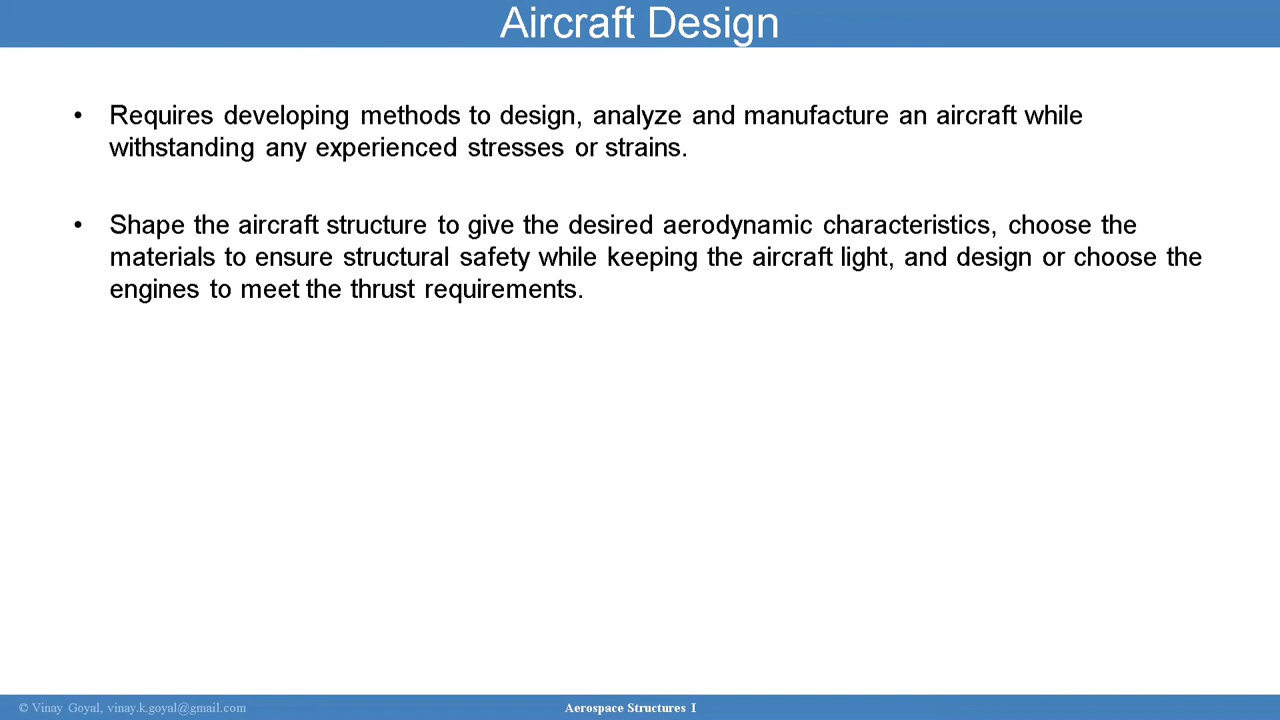 Aircraft Design
• Requires developing methods to design, analyze and manufacture an aircraft while
withstanding any experienced stresses or strains.
• Shape the aircraft structure to give the desired aerodynamic characteristics, choose the
materials to ensure structural safety while keeping the aircraft light, and design or choose the
engines to meet the thrust requirements.
© Vinay Goyal, vinay.k.goyal@gmail.com
Aerospace Structures I